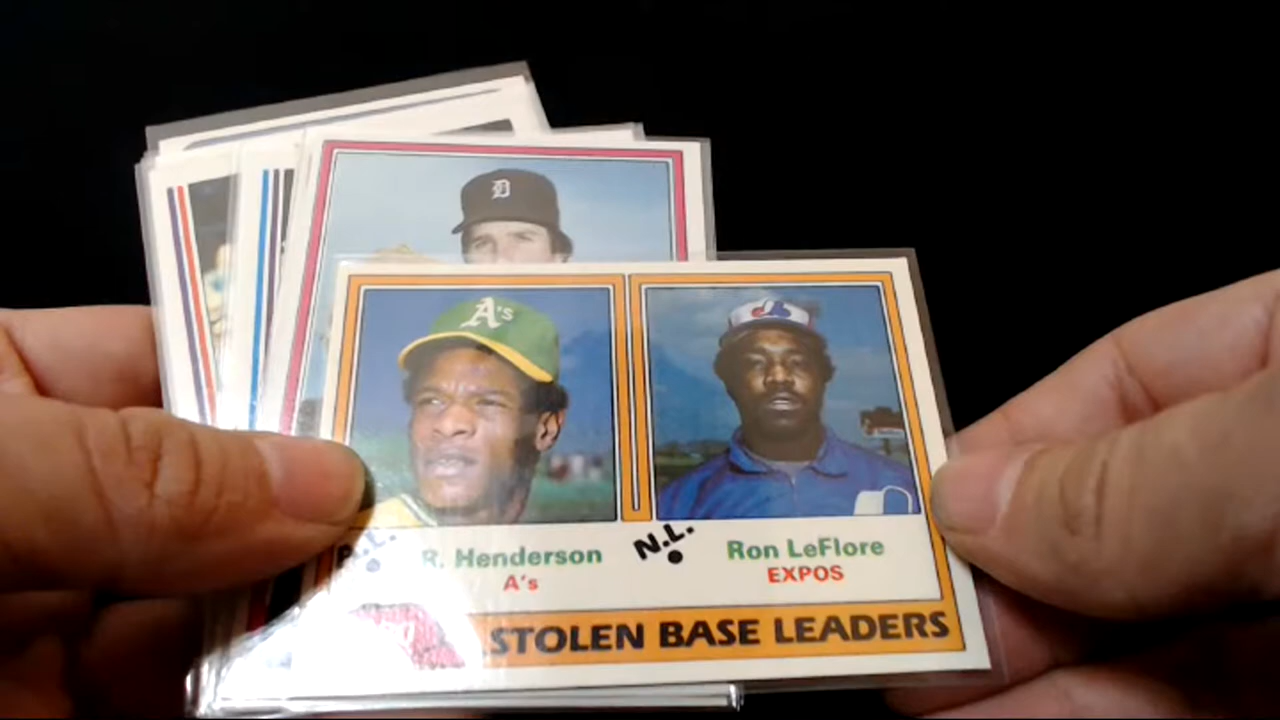 D
A's
R. Henderson
A's
N.L.
Ron LeFlore
EXPOS
STOLEN BASE LEADERS